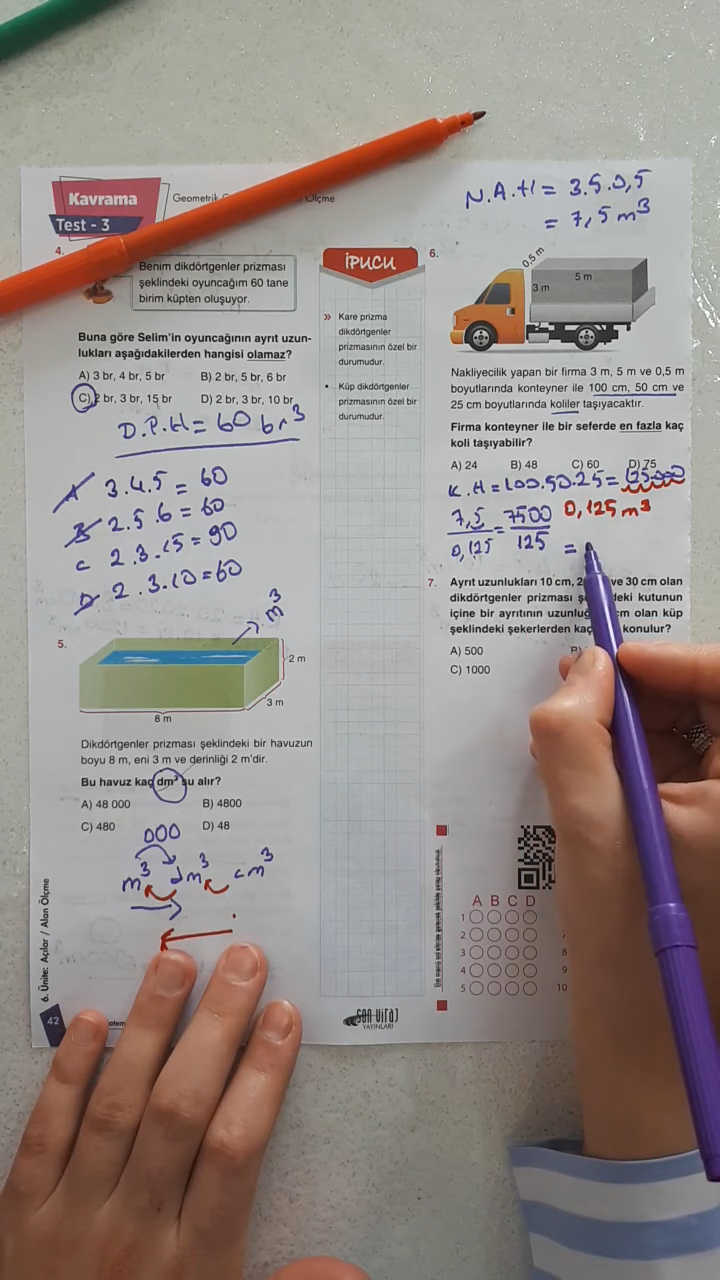 Kavrama
Test - 3
Geometrik
Ölçme
4.
Benim dikdörtgenler prizması
şeklindeki oyuncağım 60 tane
birim küpten oluşuyor.
Buna göre Selim'in oyuncağının ayrıt uzun-
lukları aşağıdakilerden hangisi olamaz?
A) 3 br, 4 br, 5 br
B) 2 br, 5 br, 6 br
C) 2 br, 3 br, 15 br
D) 2 br, 3 br, 10 br
D.P.H = 60 br³
A 3.4.5 = 60
B 2.5.6 = 60
C 2.3.15 = 90
D 2.3.10 = 60
5.
m³
2 m
3 m
8 m
Dikdörtgenler prizması şeklindeki bir havuzun
boyu 8 m, eni 3 m ve derinliği 2 m'dir.
Bu havuz kaç dm³ su alır?
A) 48 000
B) 4800
C) 480
D) 48
000
m³ dm³ cm³
6. Ünite: Açılar / Alan Ölçme
42
İPUCU
» Kare prizma
dikdörtgenler
prizmasının özel bir
durumudur.
• Küp dikdörtgenler
prizmasının özel bir
durumudur.
SON VİRAJ
YAYINLARI
N.A.H = 3.5.0,5
= 7,5 m³
6.
0,5 m
5 m
3 m
Nakliyecilik yapan bir firma 3 m, 5 m ve 0,5 m
boyutlarında konteyner ile 100 cm, 50 cm ve
25 cm boyutlarında koliler taşıyacaktır.
Firma konteyner ile bir seferde en fazla kaç
koli taşıyabilir?
A) 24
B) 48
C) 60
D) 75
K.H = 100.50.25 = 125.000
0,125 m³
7,5 / 0,125 = 7500 / 125 =
7. Ayrıt uzunlukları 10 cm, 2 ve 30 cm olan
dikdörtgenler prizması deki kutunun
içine bir ayrıtının cm olan küp
şeklindeki şekerlerden konulur?
A) 500
C) 1000
A B C D
1
2
3
4
5
8
9
10